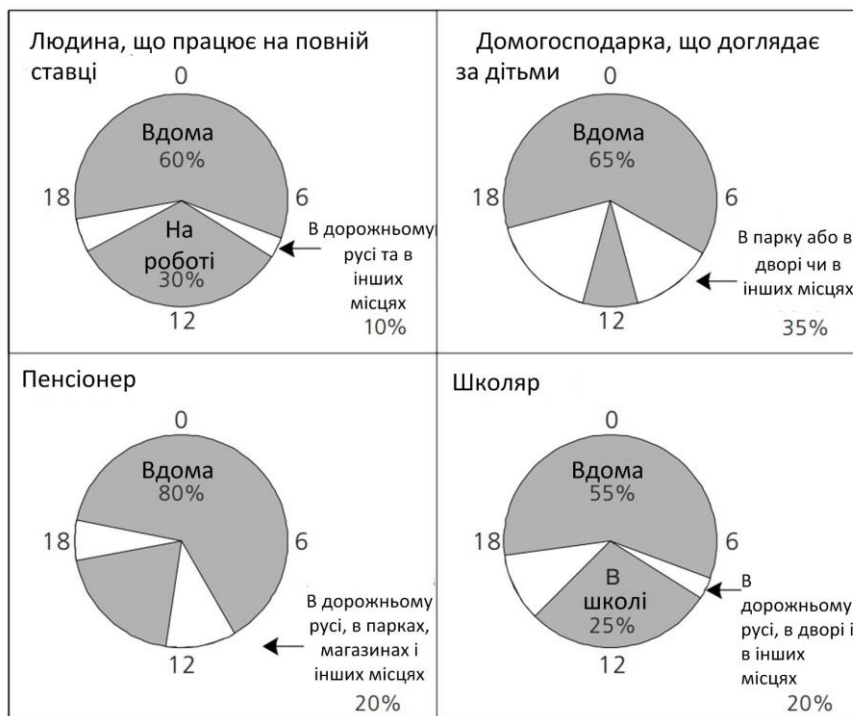 Людина, що працює на повній
ставці
0
Вдома
60%
18
6
На
роботі
30%
В дорожньому
русі та в
інших
місцях
10%
12
Домогосподарка, що доглядає
за дітьми
0
Вдома
65%
18
6
В парку або в
дворі чи в
інших місцях
35%
12
Пенсіонер
0
Вдома
80%
18
6
В дорожньому
русі, в парках,
магазинах і
інших місцях
20%
12
Школяр
0
Вдома
55%
18
6
В
школі
25%
В
дорожньому
русі, в дворі і
в інших
місцях
20%
12